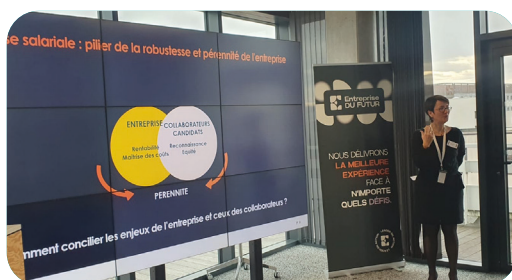 se salariale : pilier de la robustesse et pérennité de l'entreprise
ENTREPRISE
Rentabilité
Maîtrise des coûts
COLLABORATEURS
CANDIDATS
Reconnaissance
Equité
PERENNITE
mment concilier les enjeux de l'entreprise et ceux des collaborateurs ?
Entreprise
DU FUTUR
NOUS DÉLIVRONS
LA MEILLEURE
EXPÉRIENCE
FACE À
N'IMPORTE
QUELS DÉFIS.